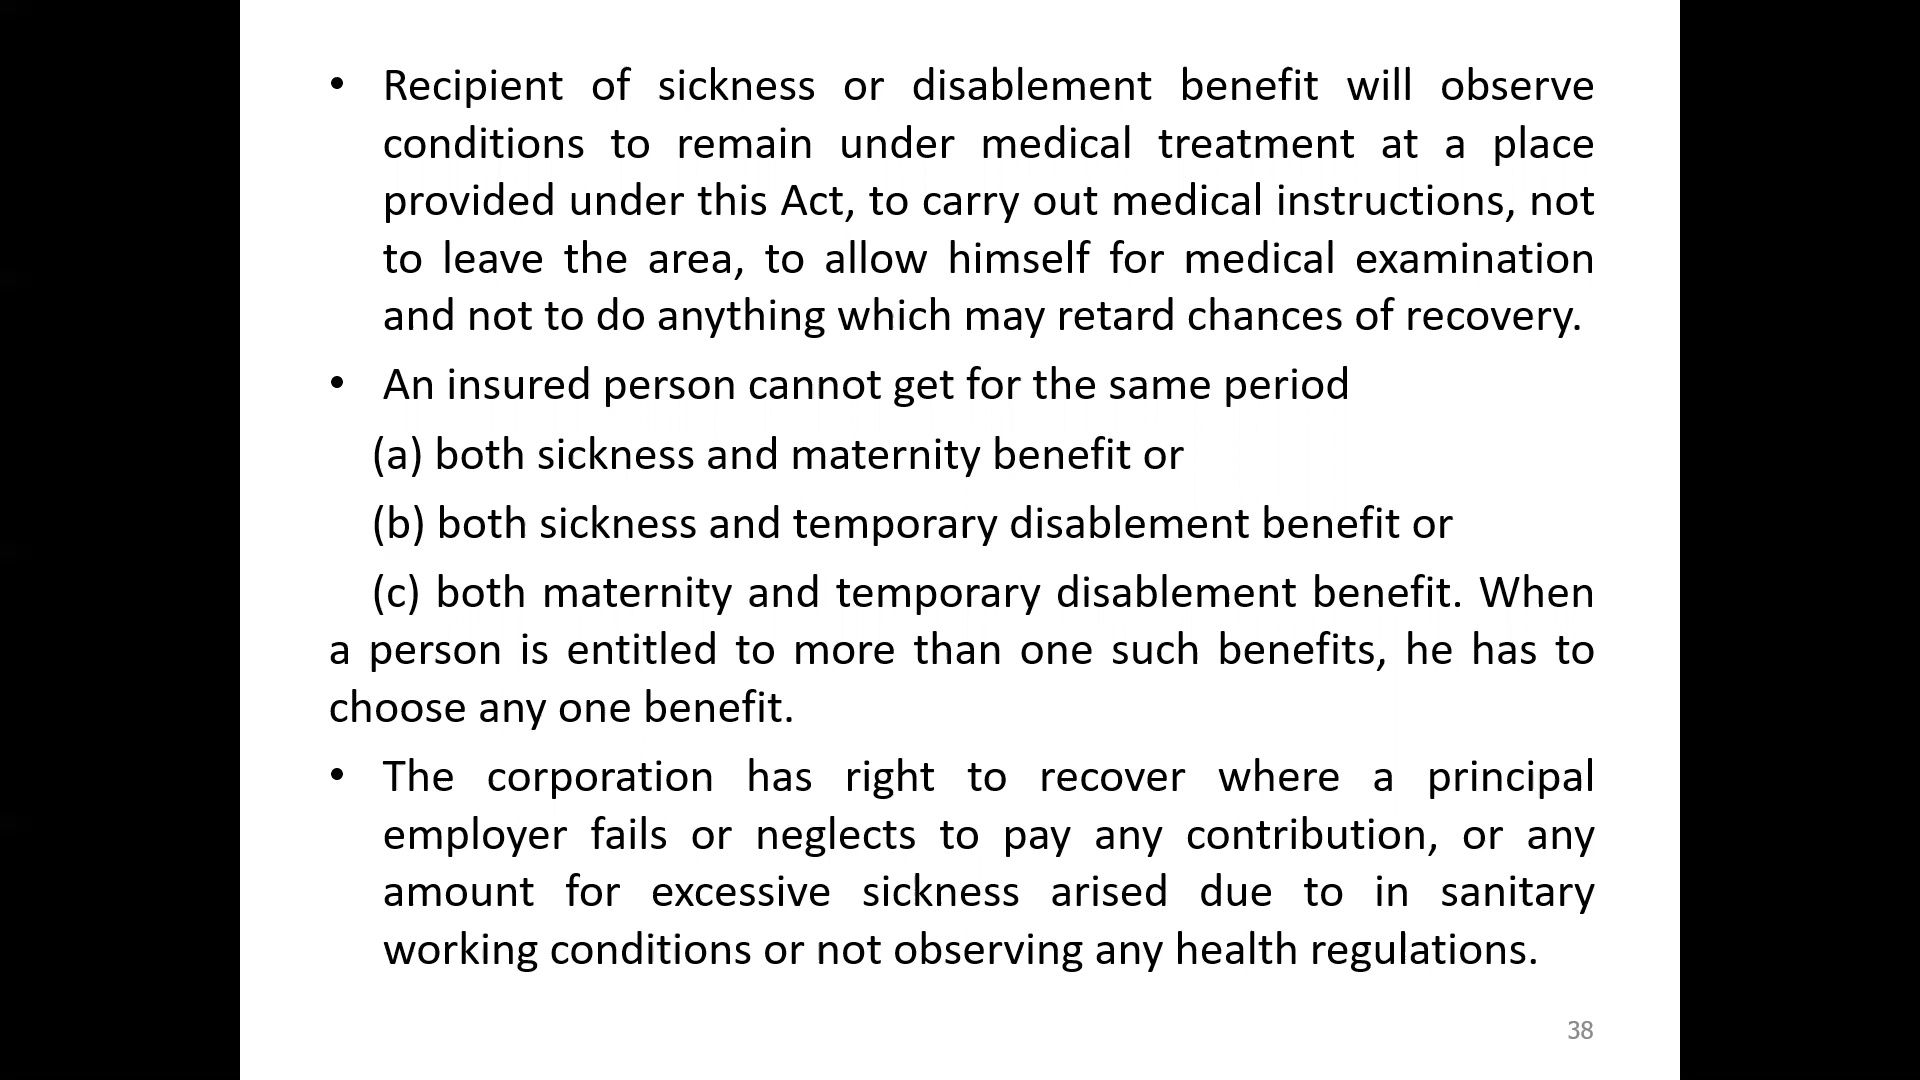 • Recipient of sickness or disablement benefit will observe
conditions to remain under medical treatment at a place
provided under this Act, to carry out medical instructions, not
to leave the area, to allow himself for medical examination
and not to do anything which may retard chances of recovery.
• An insured person cannot get for the same period
(a) both sickness and maternity benefit or
(b) both sickness and temporary disablement benefit or
(c) both maternity and temporary disablement benefit. When
a person is entitled to more than one such benefits, he has to
choose any one benefit.
• The corporation has right to recover where a principal
employer fails or neglects to pay any contribution, or any
amount for excessive sickness arised due to in sanitary
working conditions or not observing any health regulations.
38